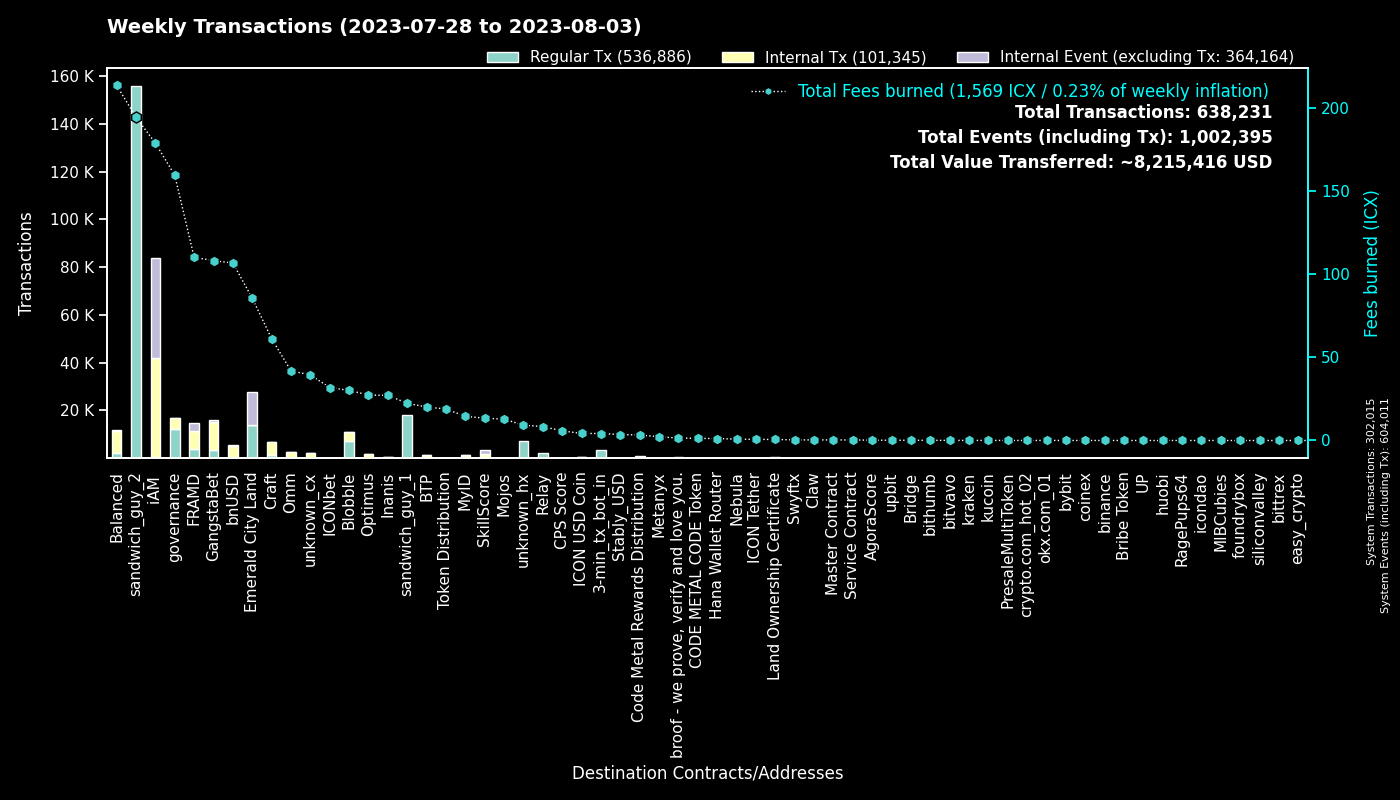 Weekly Transactions (2023-07-28 to 2023-08-03)
Regular Tx (536,886)
Internal Tx (101,345)
Internal Event (excluding Tx: 364,164)
Total Fees burned (1,569 ICX / 0.23% of weekly inflation)
Total Transactions: 638,231
Total Events (including Tx): 1,002,395
Total Value Transferred: ~8,215,416 USD
Transactions
160 K
140 K
120 K
100 K
80 K
60 K
40 K
20 K
Fees burned (ICX)
200
150
100
50
0
System Transactions: 302,015
System Events (including Tx): 604,011
Balanced
sandwich_guy_2
iAM
governance
FRAMD
GangstaBet
bnUSD
Emerald City Land
Craft
Omm
unknown_cx
ICONbet
Blobble
Optimus
Inanis
sandwich_guy_1
BTP
Token Distribution
MyID
SkillScore
Mojos
unknown_hx
Relay
CPS Score
ICON USD Coin
3-min_tx_bot_in
Stably_USD
Code Metal Rewards Distribution
Metanyx
broof - we prove, verify and love you.
CODE METAL CODE Token
Hana Wallet Router
Nebula
ICON Tether
Land Ownership Certificate
Swyftx
Claw
Master Contract
Service Contract
AgoraScore
upbit
Bridge
bithumb
bitvavo
kraken
kucoin
PresaleMultiToken
crypto.com_hot_02
okx.com_01
bybit
coinex
binance
Bribe Token
UP
huobi
RagePups64
icondao
MIBCubies
foundrybox
siliconvalley
bittrex
easy_crypto
Destination Contracts/Addresses